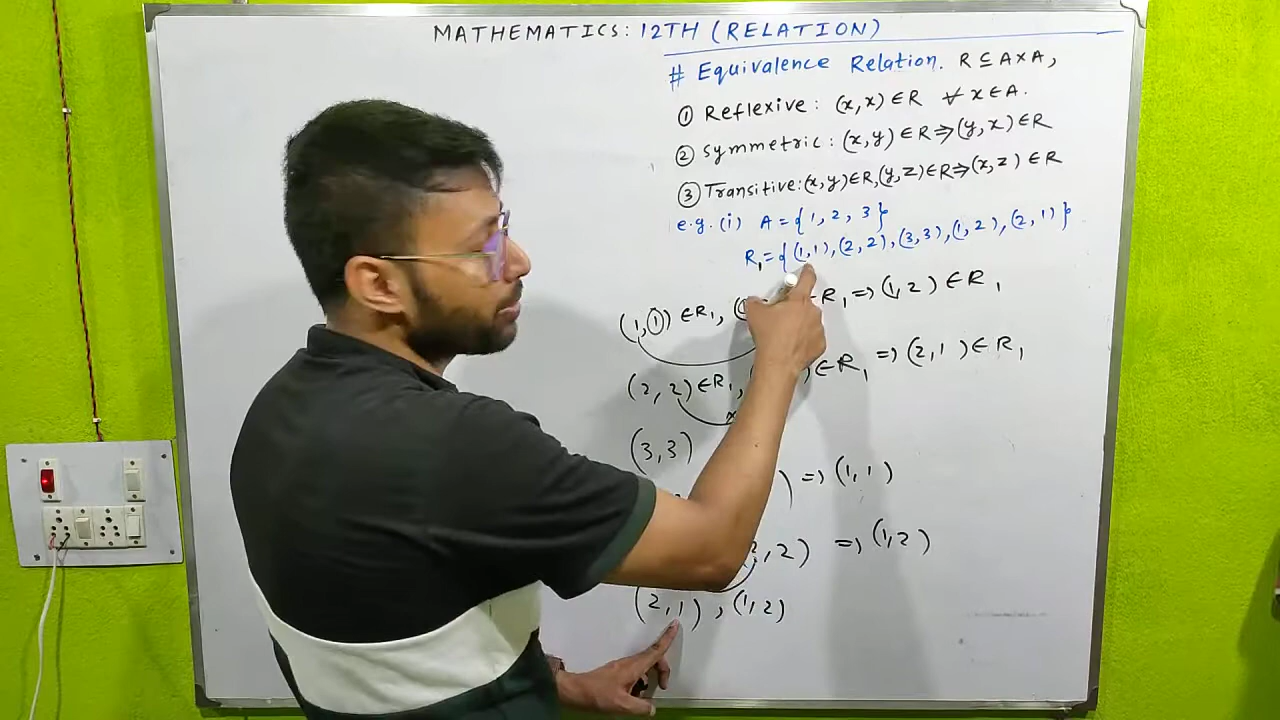 MATHEMATICS: 12TH (RELATION)
# Equivalence Relation. R ⊆ A×A,
① Reflexive: (x,x) ∈ R ∀ x ∈ A.
② Symmetric: (x,y) ∈ R ⇒ (y,x) ∈ R
③ Transitive: (x,y) ∈ R, (y,z) ∈ R ⇒ (x,z) ∈ R
e.g. (i) A = {1, 2, 3}
R₁ = {(1,1), (2,2), (3,3), (1,2), (2,1)}
(1,1) ∈ R₁, ( R₁ => (1,2) ∈ R₁
(2,2) ∈ R₁, ) ∈ R₁ => (2,1) ∈ R₁
(3,3)
) => (1,1)
2,2) => (1,2)
(2,1), (1,2)